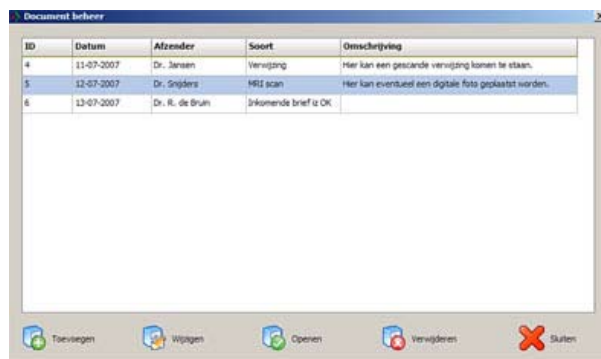 Document beheer
ID Datum Afzender Soort Omschrijving
4 11-07-2007 Dr. Jansen Verwijzing Hier kan een gescande verwijzing komen te staan.
5 12-07-2007 Dr. Snijders MRI scan Hier kan eventueel een digitale foto geplaatst worden.
6 13-07-2007 Dr. R. de Bruin Inkomende brief iz OK
Toevoegen Wijzigen Openen Verwijderen Sluiten